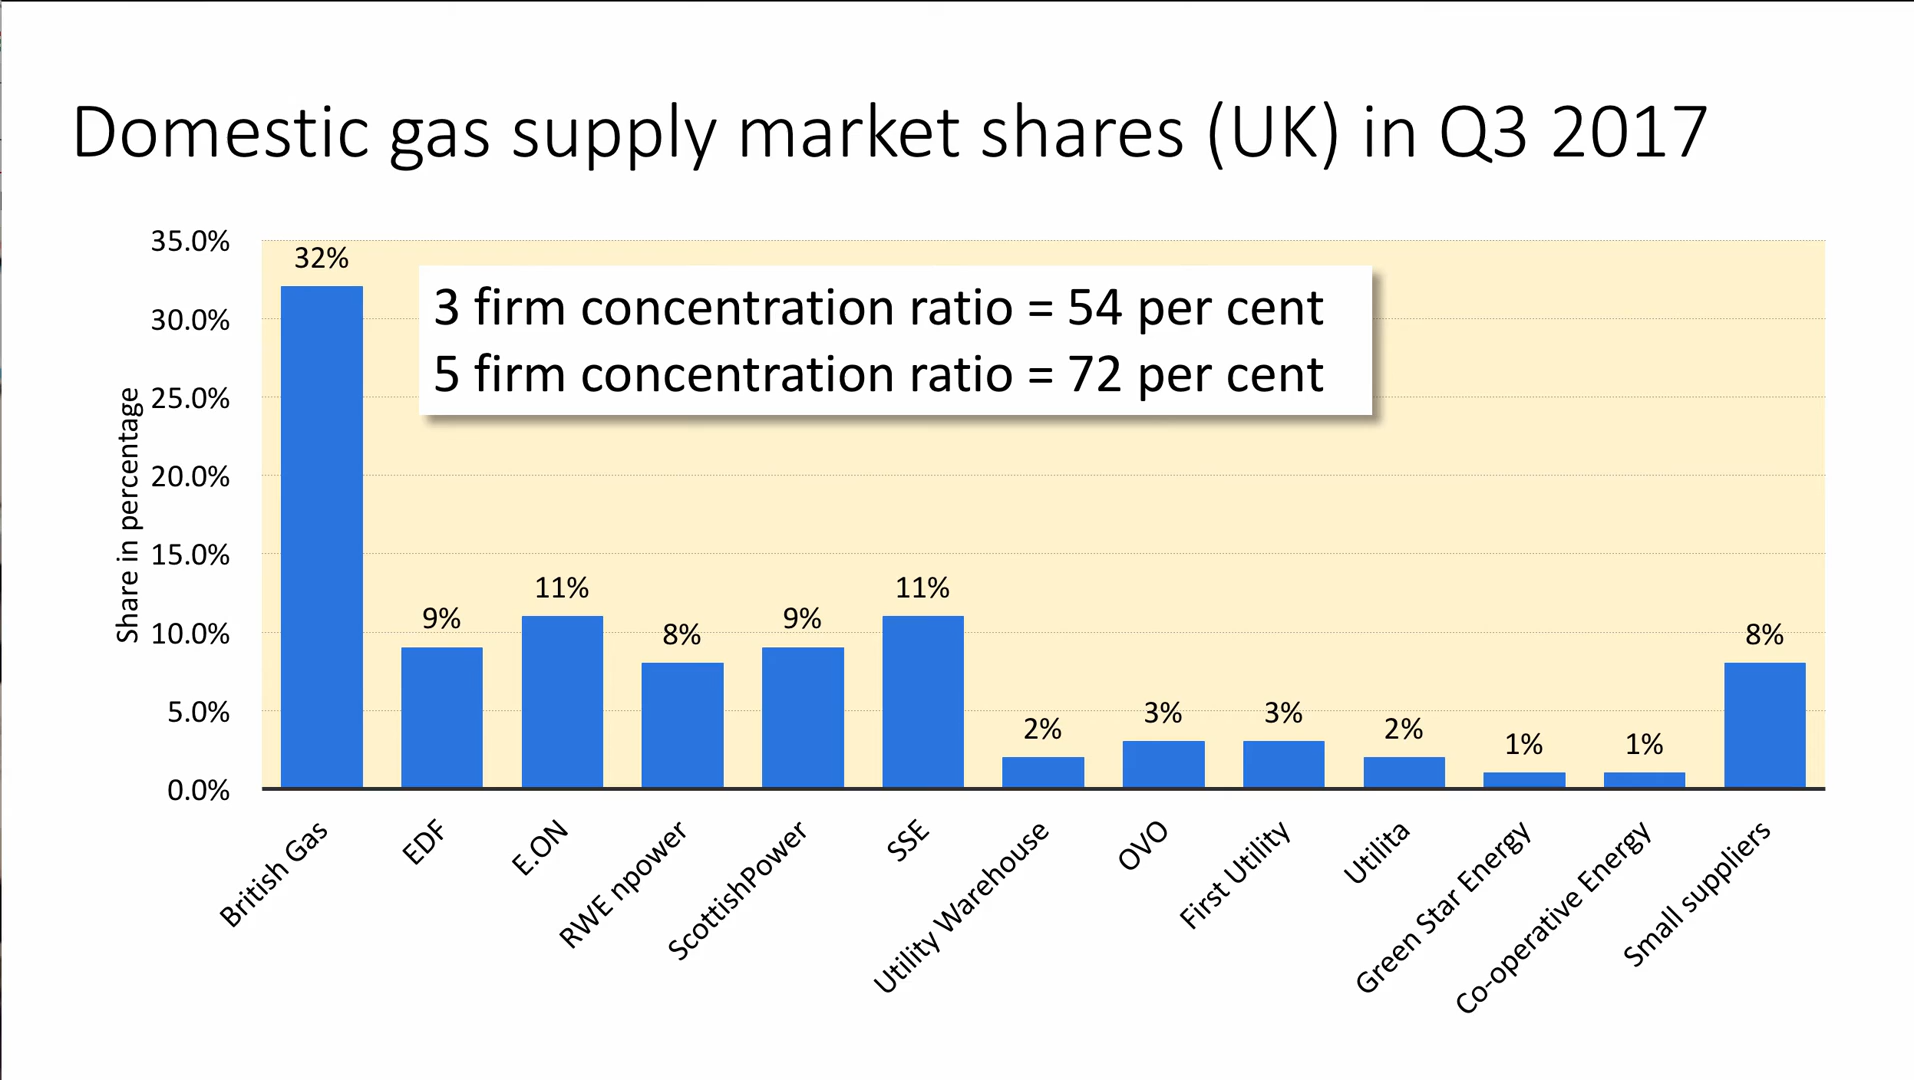 Domestic gas supply market shares (UK) in Q3 2017
3 firm concentration ratio = 54 per cent
5 firm concentration ratio = 72 per cent
Share in percentage
35.0%
30.0%
25.0%
20.0%
15.0%
10.0%
5.0%
0.0%
32%
9%
11%
8%
9%
11%
2%
3%
3%
2%
1%
1%
8%
British Gas
EDF
E.ON
RWE npower
ScottishPower
SSE
Utility Warehouse
OVO
First Utility
Utilita
Green Star Energy
Co-operative Energy
Small suppliers